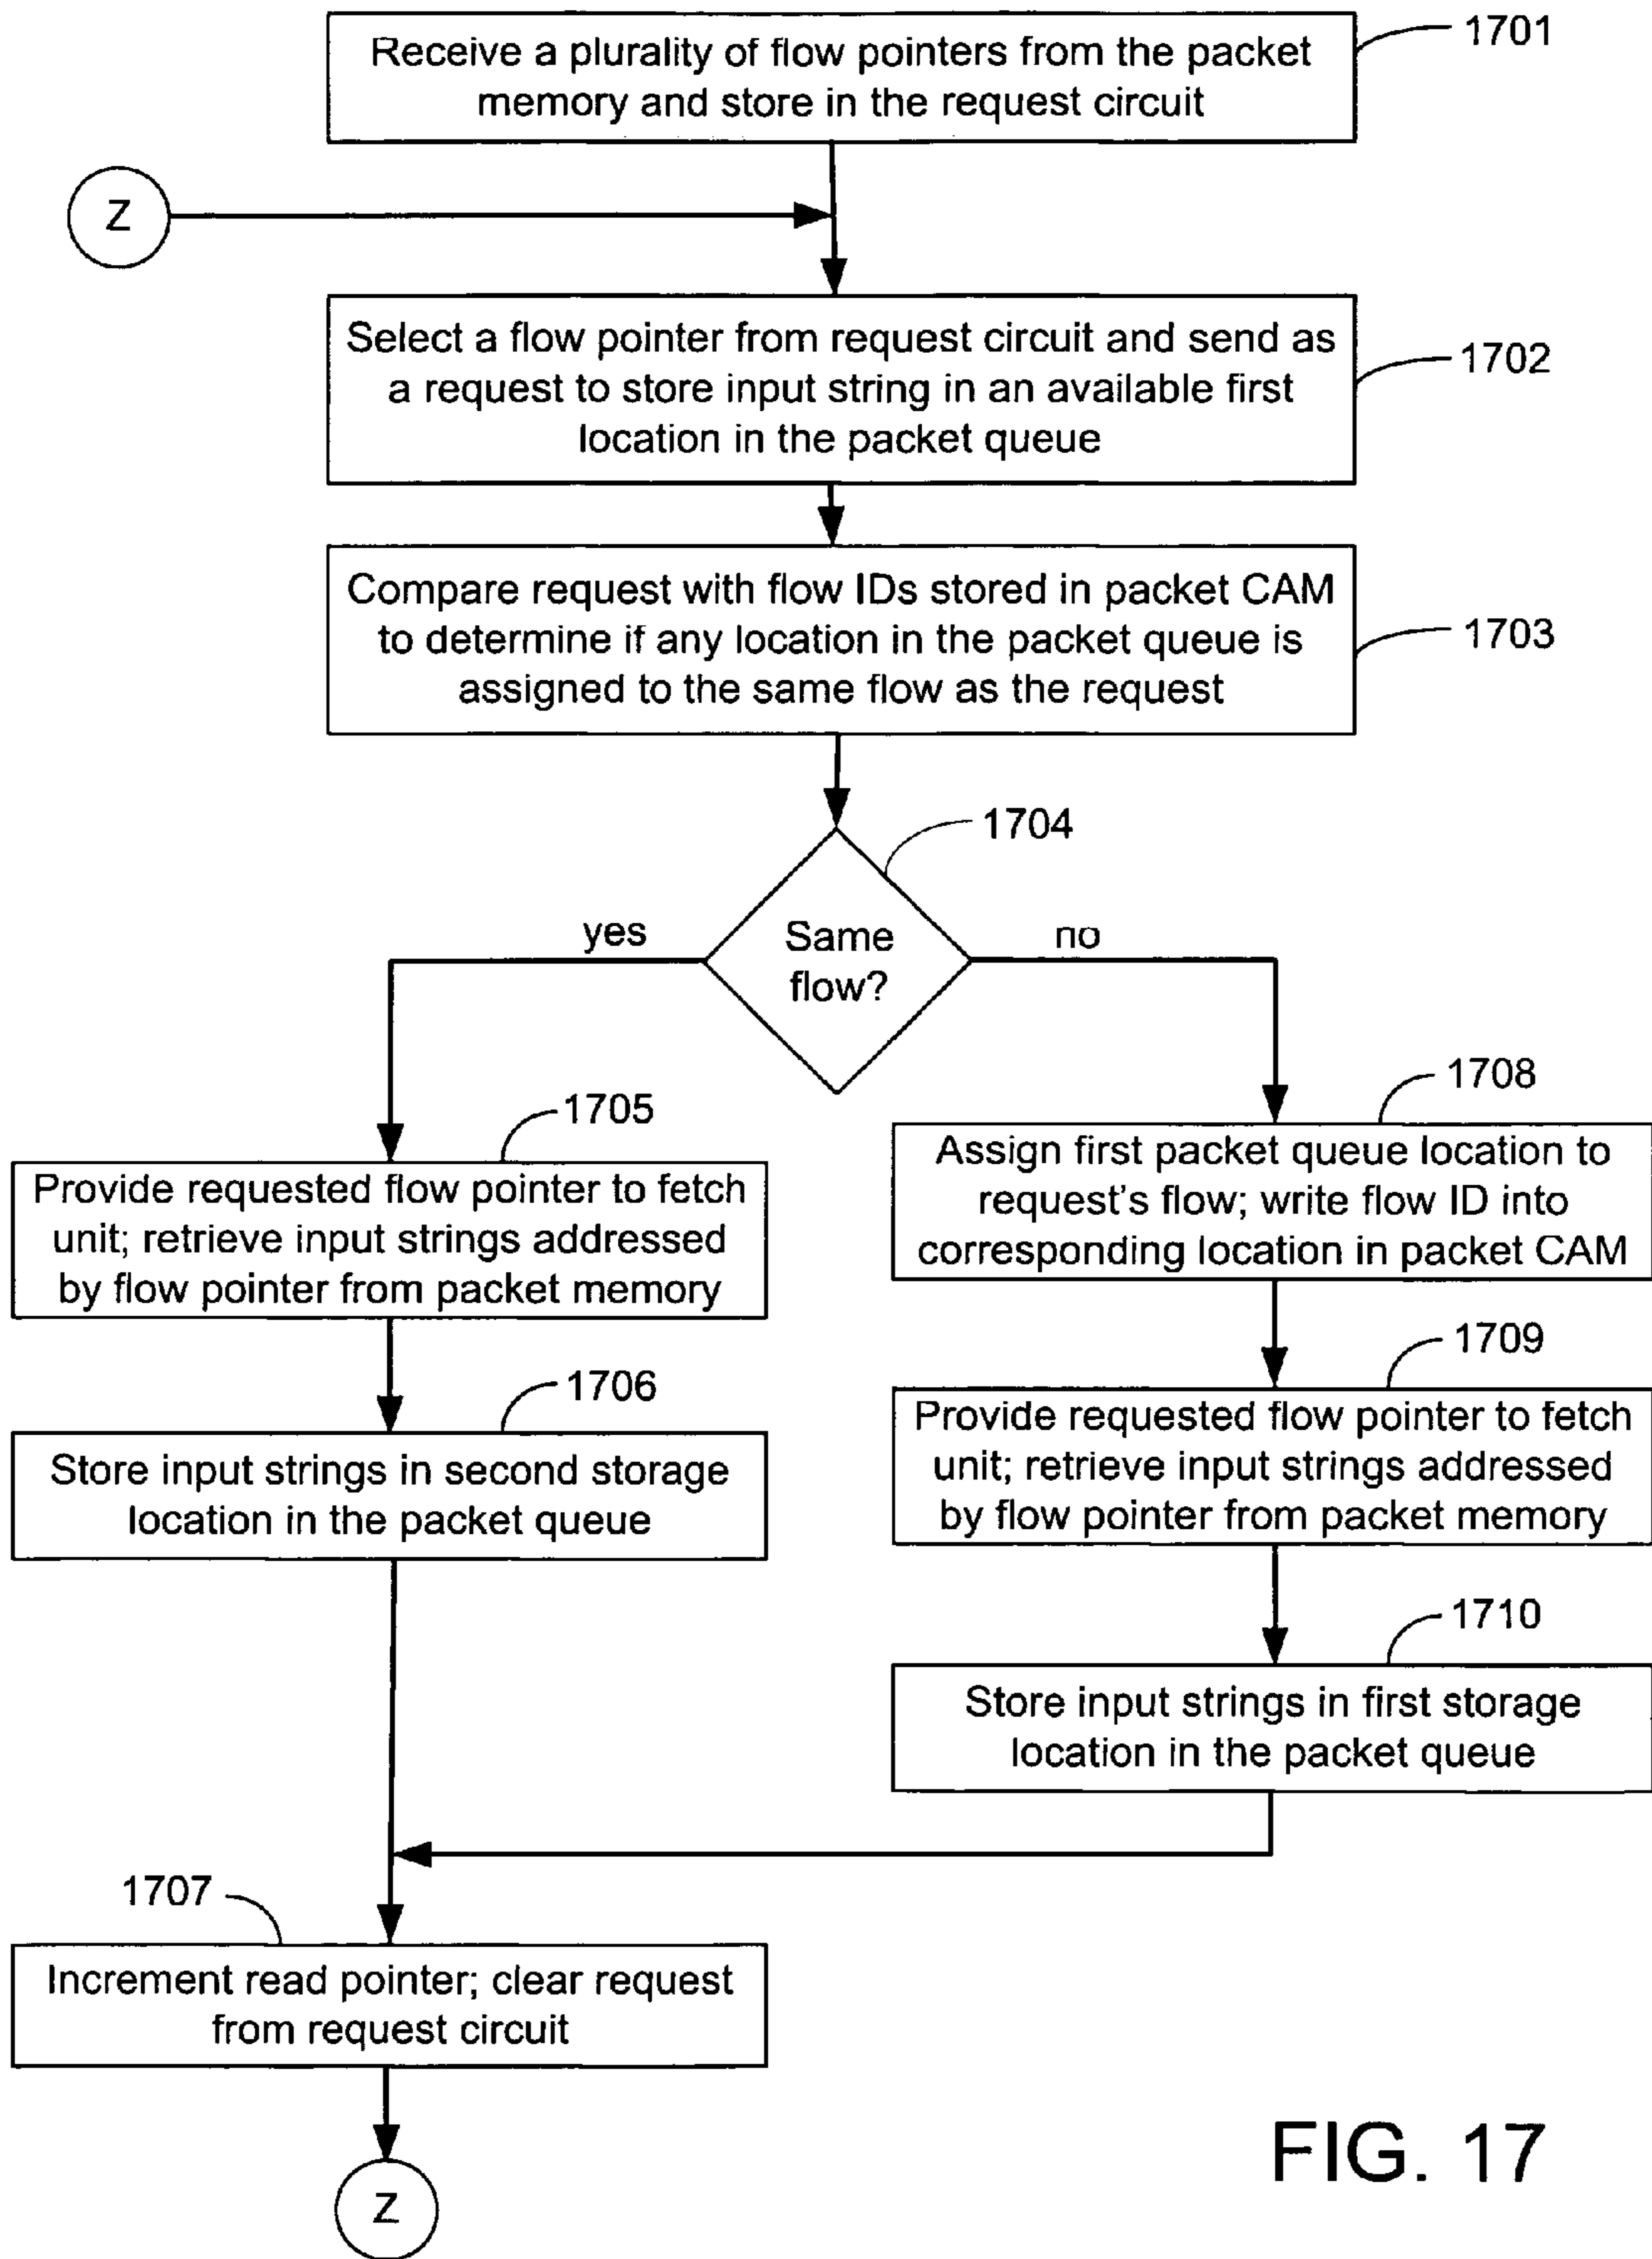 Receive a plurality of flow pointers from the packet
memory and store in the request circuit
1701
Z
Select a flow pointer from request circuit and send as
a request to store input string in an available first
location in the packet queue
1702
Compare request with flow IDs stored in packet CAM
to determine if any location in the packet queue is
assigned to the same flow as the request
1703
1704
Same
flow?
yes
no
1705
Provide requested flow pointer to fetch
unit; retrieve input strings addressed
by flow pointer from packet memory
1706
Store input strings in second storage
location in the packet queue
1708
Assign first packet queue location to
request's flow; write flow ID into
corresponding location in packet CAM
1709
Provide requested flow pointer to fetch
unit; retrieve input strings addressed
by flow pointer from packet memory
1710
Store input strings in first storage
location in the packet queue
1707
Increment read pointer; clear request
from request circuit
Z
FIG. 17